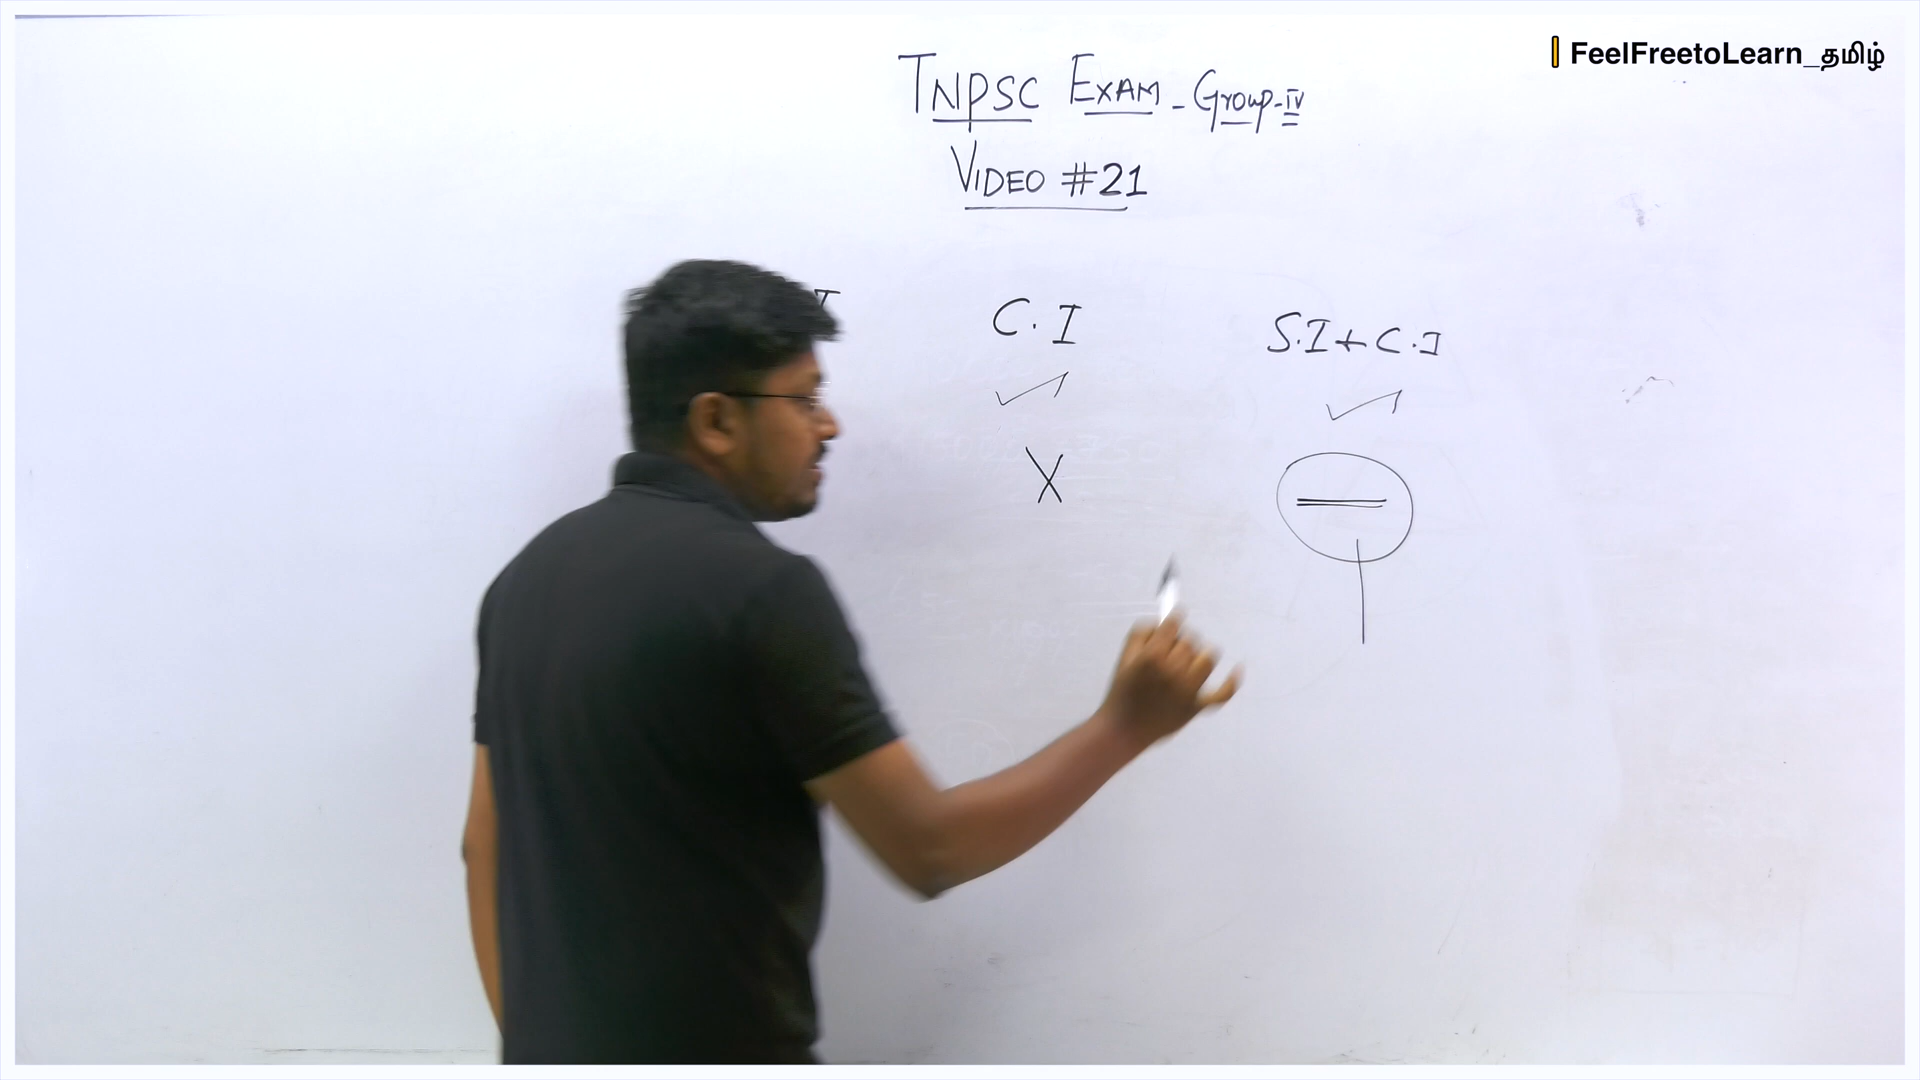 FeelFreetoLearn_தமிழ்
TNPSC EXAM - Group-IV
VIDEO #21
I
C.I
S.I + C.I
X